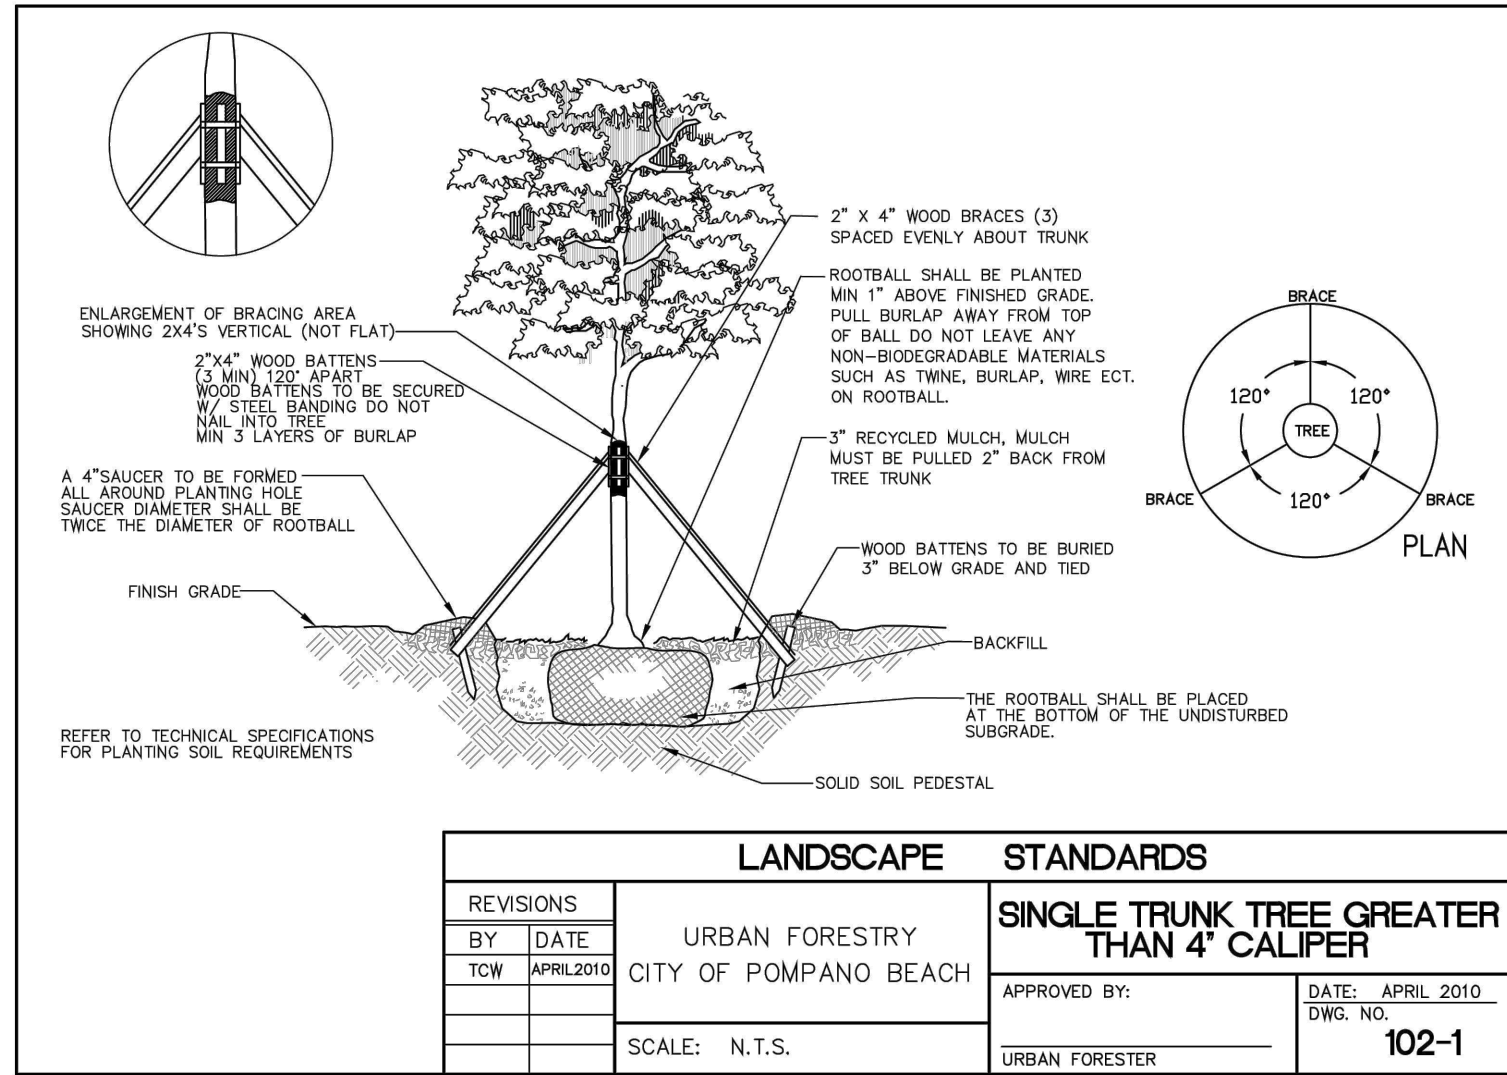 2" X 4" WOOD BRACES (3)
SPACED EVENLY ABOUT TRUNK
ROOTBALL SHALL BE PLANTED
MIN 1" ABOVE FINISHED GRADE.
PULL BURLAP AWAY FROM TOP
OF BALL DO NOT LEAVE ANY
NON-BIODEGRADABLE MATERIALS
SUCH AS TWINE, BURLAP, WIRE ECT.
ON ROOTBALL.
ENLARGEMENT OF BRACING AREA
SHOWING 2X4'S VERTICAL (NOT FLAT)
2"X4" WOOD BATTENS
(3 MIN) 120° APART
WOOD BATTENS TO BE SECURED
W/ STEEL BANDING DO NOT
NAIL INTO TREE
MIN 3 LAYERS OF BURLAP
3" RECYCLED MULCH, MULCH
MUST BE PULLED 2" BACK FROM
TREE TRUNK
A 4"SAUCER TO BE FORMED
ALL AROUND PLANTING HOLE
SAUCER DIAMETER SHALL BE
TWICE THE DIAMETER OF ROOTBALL
WOOD BATTENS TO BE BURIED
3" BELOW GRADE AND TIED
FINISH GRADE
BACKFILL
THE ROOTBALL SHALL BE PLACED
AT THE BOTTOM OF THE UNDISTURBED
SUBGRADE.
REFER TO TECHNICAL SPECIFICATIONS
FOR PLANTING SOIL REQUIREMENTS
SOLID SOIL PEDESTAL
BRACE
120° 120°
TREE
120°
BRACE BRACE
PLAN
LANDSCAPE STANDARDS
REVISIONS
BY DATE
TCW APRIL2010
URBAN FORESTRY
CITY OF POMPANO BEACH
SCALE: N.T.S.
SINGLE TRUNK TREE GREATER
THAN 4" CALIPER
APPROVED BY:
URBAN FORESTER
DATE: APRIL 2010
DWG. NO.
102-1